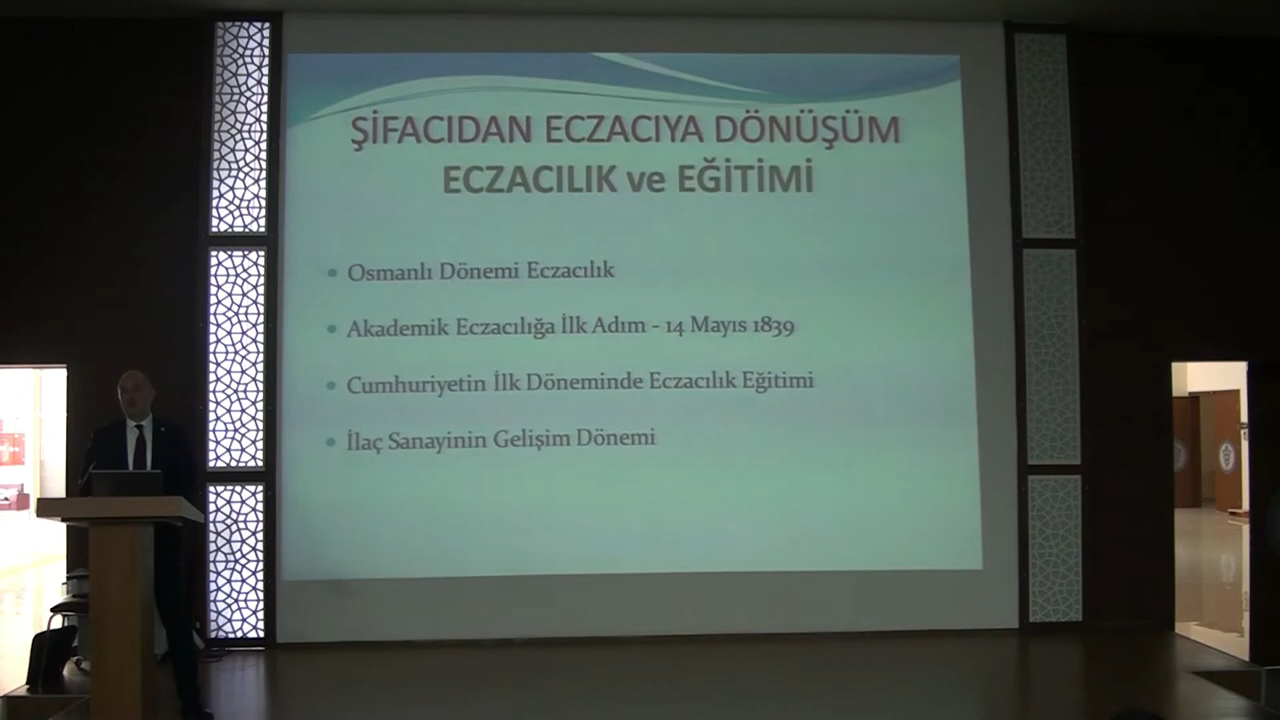 ŞİFACIDAN ECZACIYA DÖNÜŞÜM
ECZACILIK ve EĞİTİMİ
Osmanlı Dönemi Eczacılık
Akademik Eczacılığa İlk Adım - 14 Mayıs 1839
Cumhuriyetin İlk Döneminde Eczacılık Eğitimi
İlaç Sanayinin Gelişim Dönemi